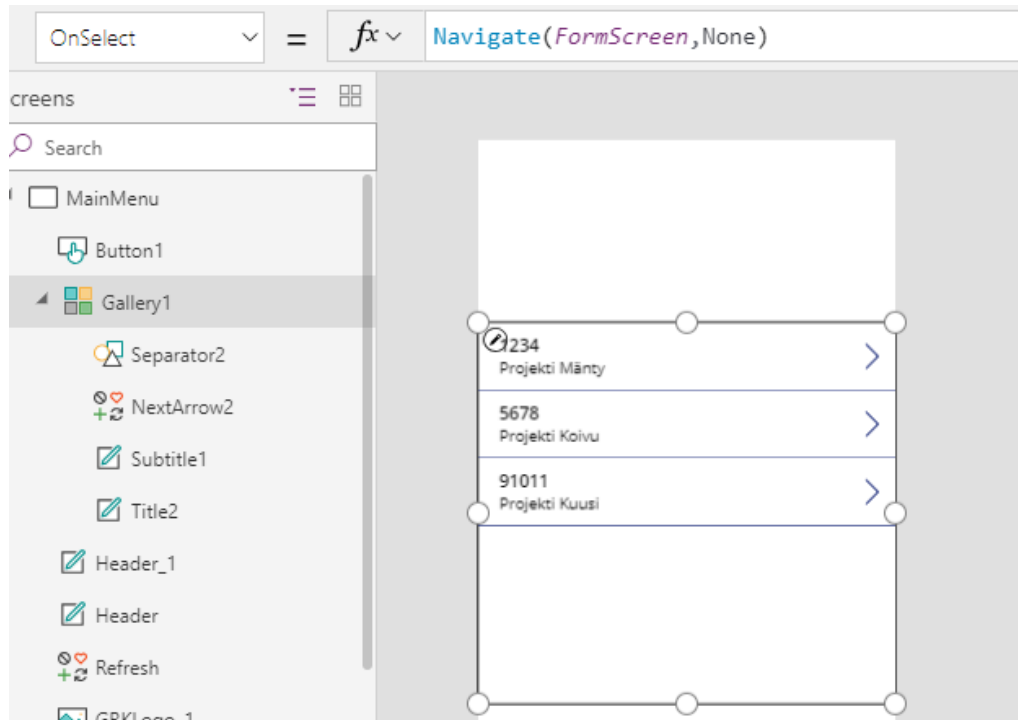 OnSelect = fx Navigate(FormScreen,None)
creens
Search
MainMenu
Button1
Gallery1
Separator2
NextArrow2
Subtitle1
Title2
Header_1
Header
Refresh
1234
Projekti Mänty
5678
Projekti Koivu
91011
Projekti Kuusi